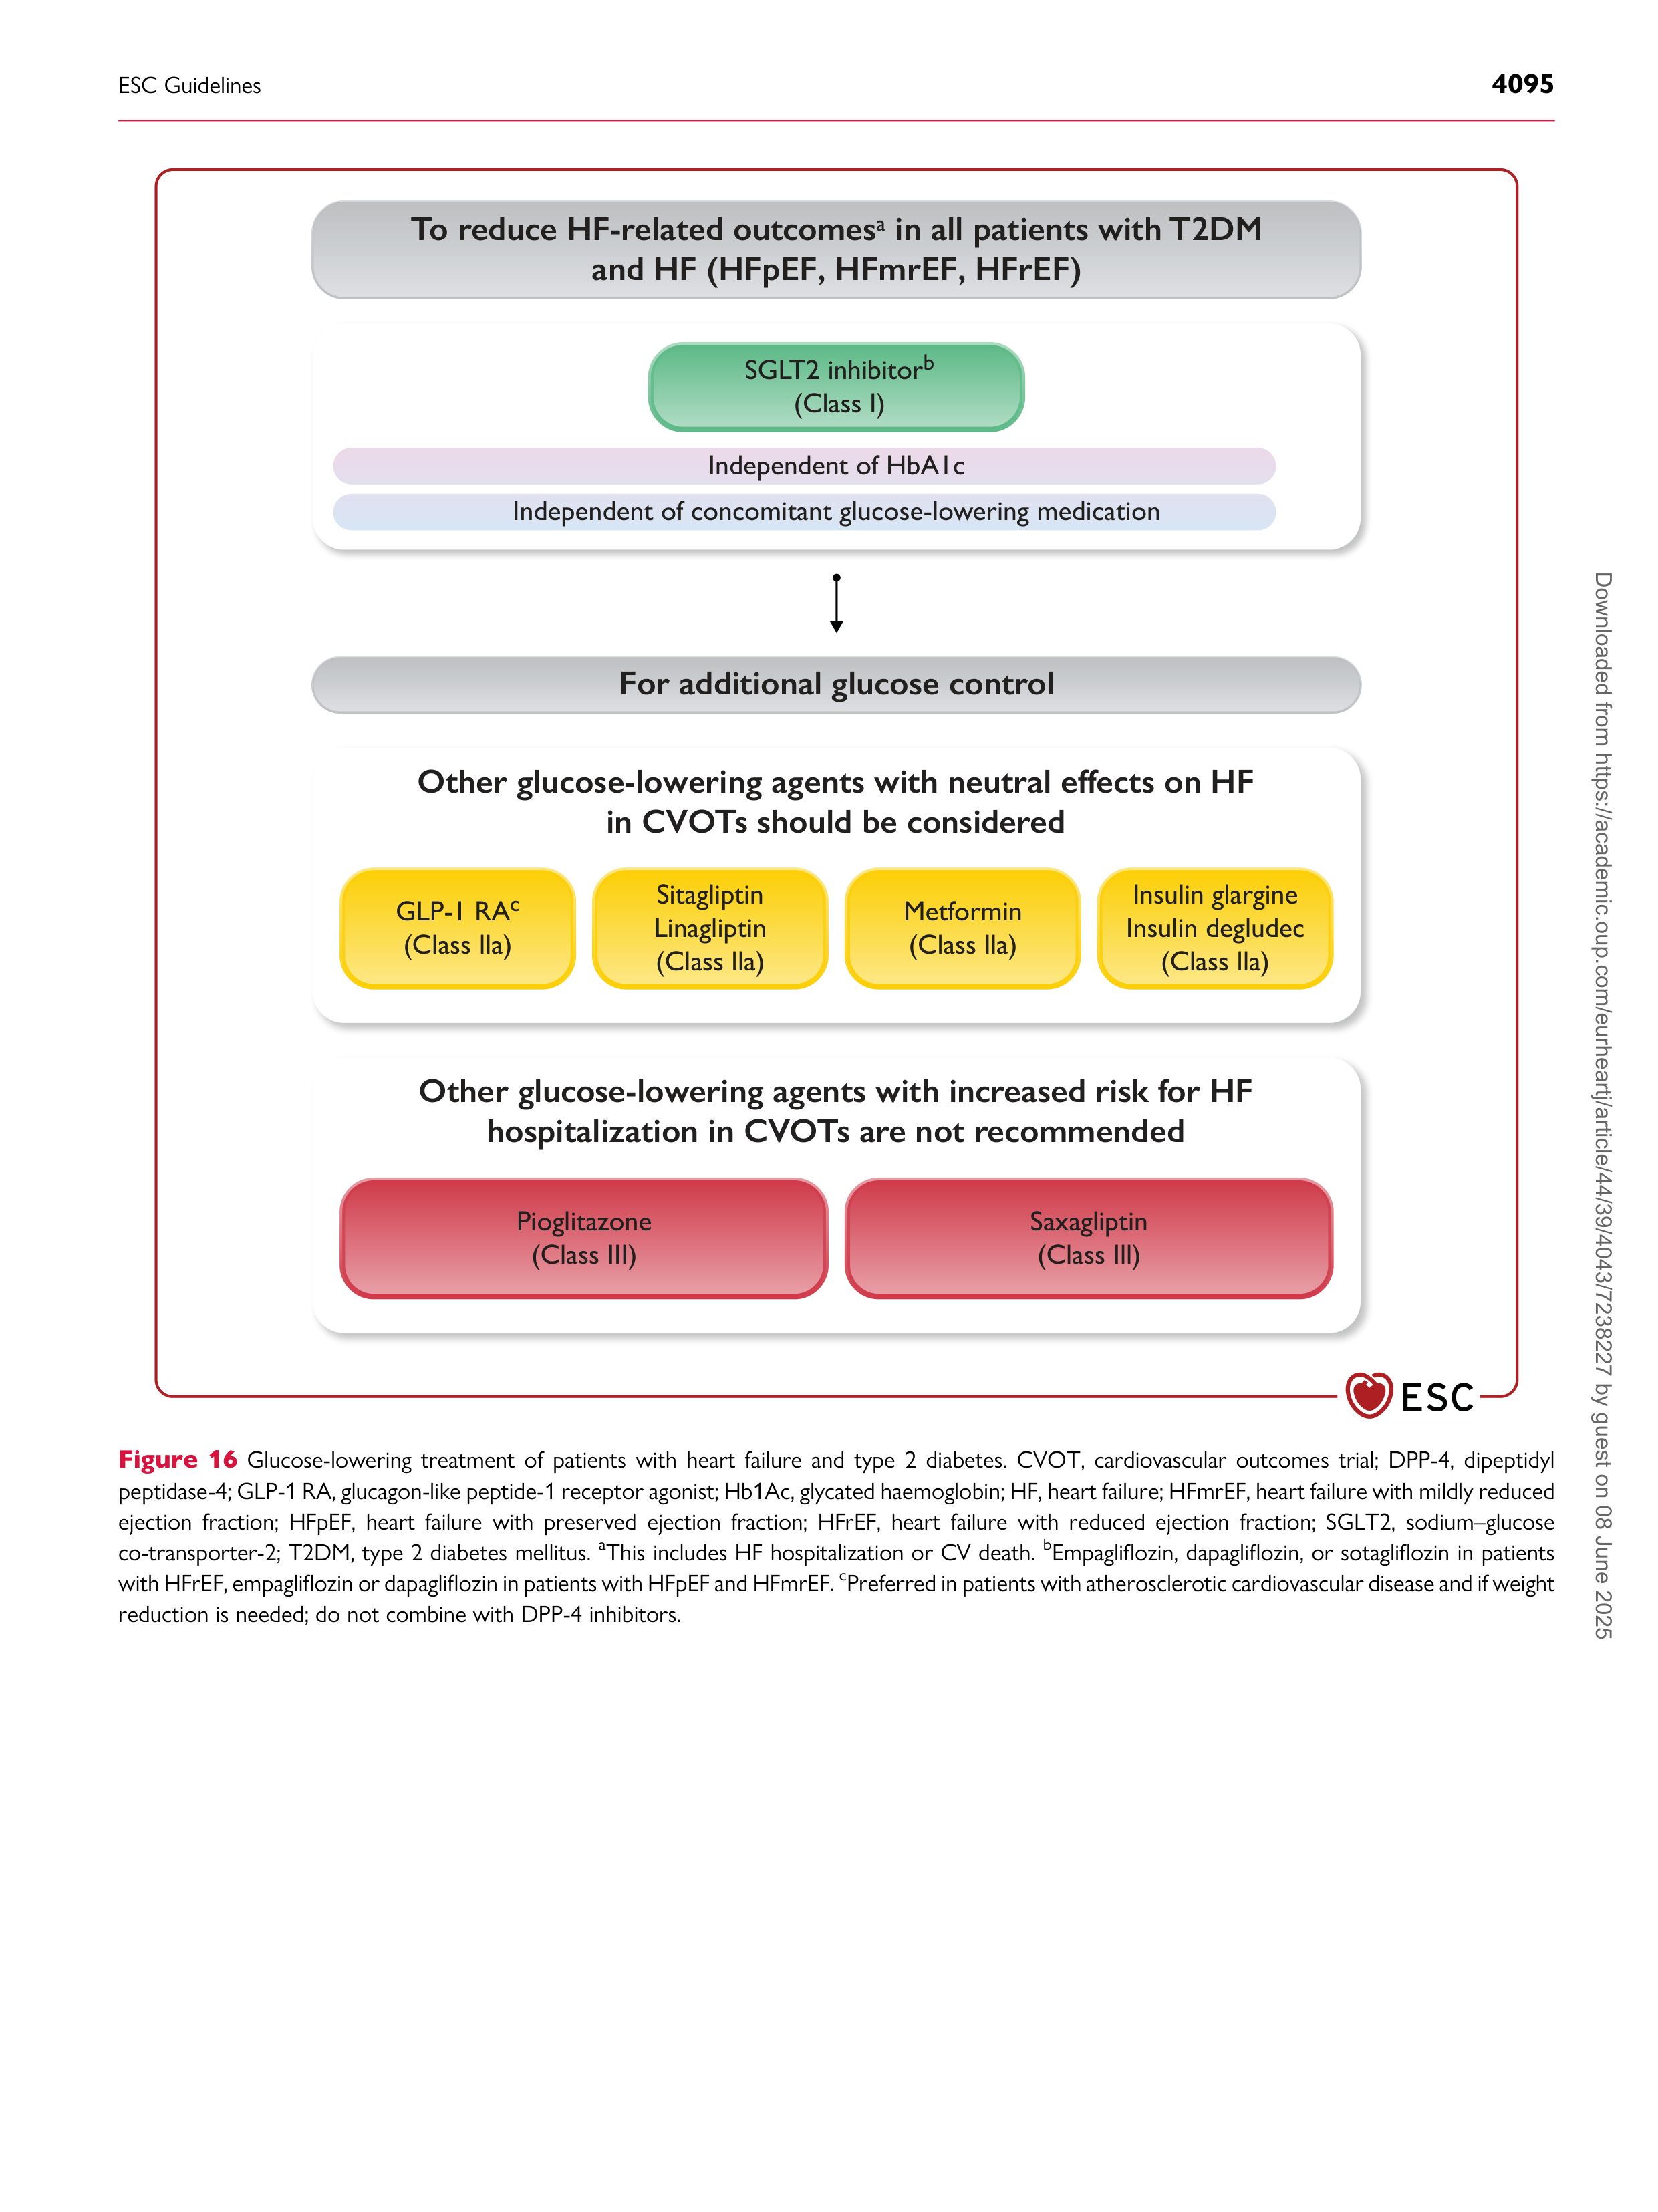 ESC Guidelines
4095
To reduce HF-related outcomesᵃ in all patients with T2DM
and HF (HFpEF, HFmrEF, HFrEF)
SGLT2 inhibitorᵇ
(Class I)
Independent of HbA1c
Independent of concomitant glucose-lowering medication
For additional glucose control
Other glucose-lowering agents with neutral effects on HF
in CVOTs should be considered
GLP-1 RAᶜ
(Class IIa)
Sitagliptin
Linagliptin
(Class IIa)
Metformin
(Class IIa)
Insulin glargine
Insulin degludec
(Class IIa)
Other glucose-lowering agents with increased risk for HF
hospitalization in CVOTs are not recommended
Pioglitazone
(Class III)
Saxagliptin
(Class III)
ESC
Figure 16 Glucose-lowering treatment of patients with heart failure and type 2 diabetes. CVOT, cardiovascular outcomes trial; DPP-4, dipeptidyl
peptidase-4; GLP-1 RA, glucagon-like peptide-1 receptor agonist; Hb1Ac, glycated haemoglobin; HF, heart failure; HFmrEF, heart failure with mildly reduced
ejection fraction; HFpEF, heart failure with preserved ejection fraction; HFrEF, heart failure with reduced ejection fraction; SGLT2, sodium–glucose
co-transporter-2; T2DM, type 2 diabetes mellitus. ᵃThis includes HF hospitalization or CV death. ᵇEmpagliflozin, dapagliflozin, or sotagliflozin in patients
with HFrEF, empagliflozin or dapagliflozin in patients with HFpEF and HFmrEF. ᶜPreferred in patients with atherosclerotic cardiovascular disease and if weight
reduction is needed; do not combine with DPP-4 inhibitors.
Downloaded from https://academic.oup.com/eurheartj/article/44/39/4043/7238227 by guest on 08 June 2025